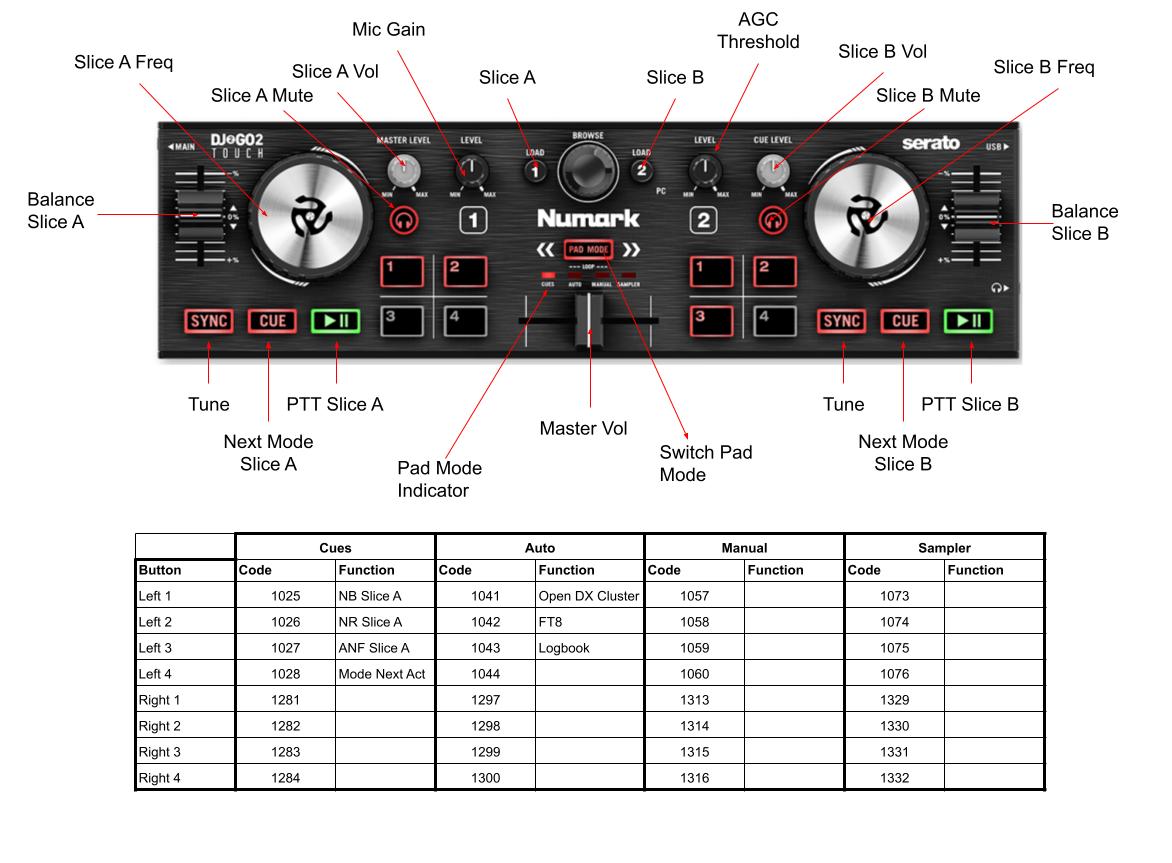 Mic Gain
AGC
Threshold
Slice A Freq
Slice A Vol
Slice A
Slice B
Slice B Vol
Slice B Freq
Slice A Mute
Slice B Mute
Balance
Slice A
Balance
Slice B
◄MAIN
DJ2GO2
TOUCH
MASTER LEVEL
LEVEL
BROWSE
LOAD
1
LOAD
2
PC
LEVEL
CUE LEVEL
serato
USB►
MIN MAX
MIN MAX
MIN MAX
MIN MAX
-%
0%
+%
-%
0%
+%
1
Numark
2
PAD MODE
LOOP
CUES AUTO MANUAL SAMPLER
1 2
3 4
1 2
3 4
SYNC CUE
SYNC CUE
Tune
PTT Slice A
Next Mode
Slice A
Pad Mode
Indicator
Master Vol
Switch Pad
Mode
Tune
PTT Slice B
Next Mode
Slice B
Cues Auto Manual Sampler
Button Code Function Code Function Code Function Code Function
Left 1 1025 NB Slice A 1041 Open DX Cluster 1057 1073
Left 2 1026 NR Slice A 1042 FT8 1058 1074
Left 3 1027 ANF Slice A 1043 Logbook 1059 1075
Left 4 1028 Mode Next Act 1044 1060 1076
Right 1 1281 1297 1313 1329
Right 2 1282 1298 1314 1330
Right 3 1283 1299 1315 1331
Right 4 1284 1300 1316 1332